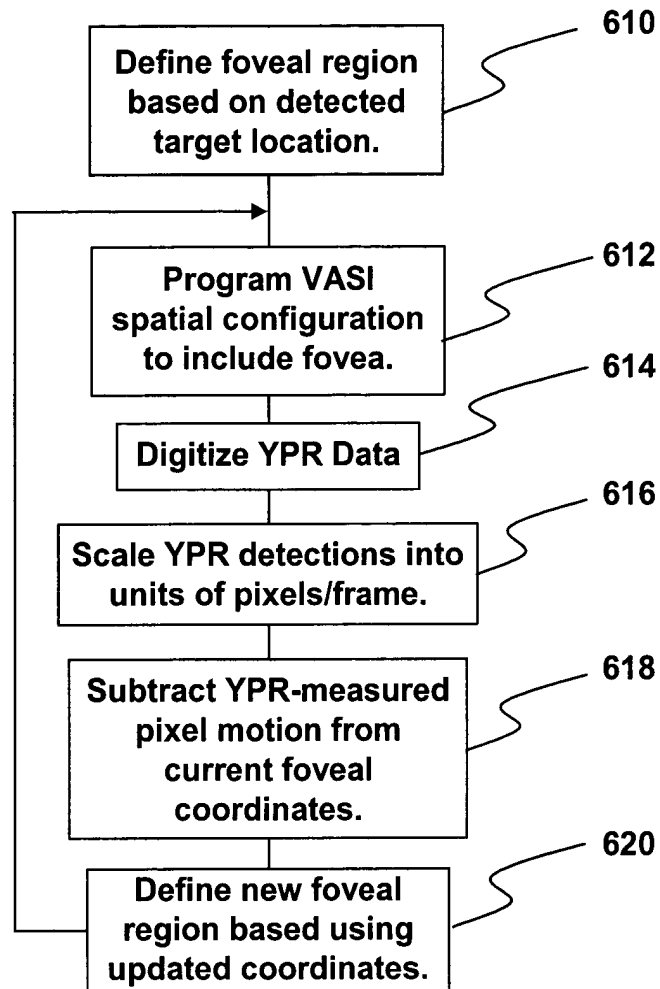 610
Define foveal region
based on detected
target location.
612
Program VASI
spatial configuration
to include fovea.
614
Digitize YPR Data
616
Scale YPR detections into
units of pixels/frame.
618
Subtract YPR-measured
pixel motion from
current foveal
coordinates.
620
Define new foveal
region based using
updated coordinates.